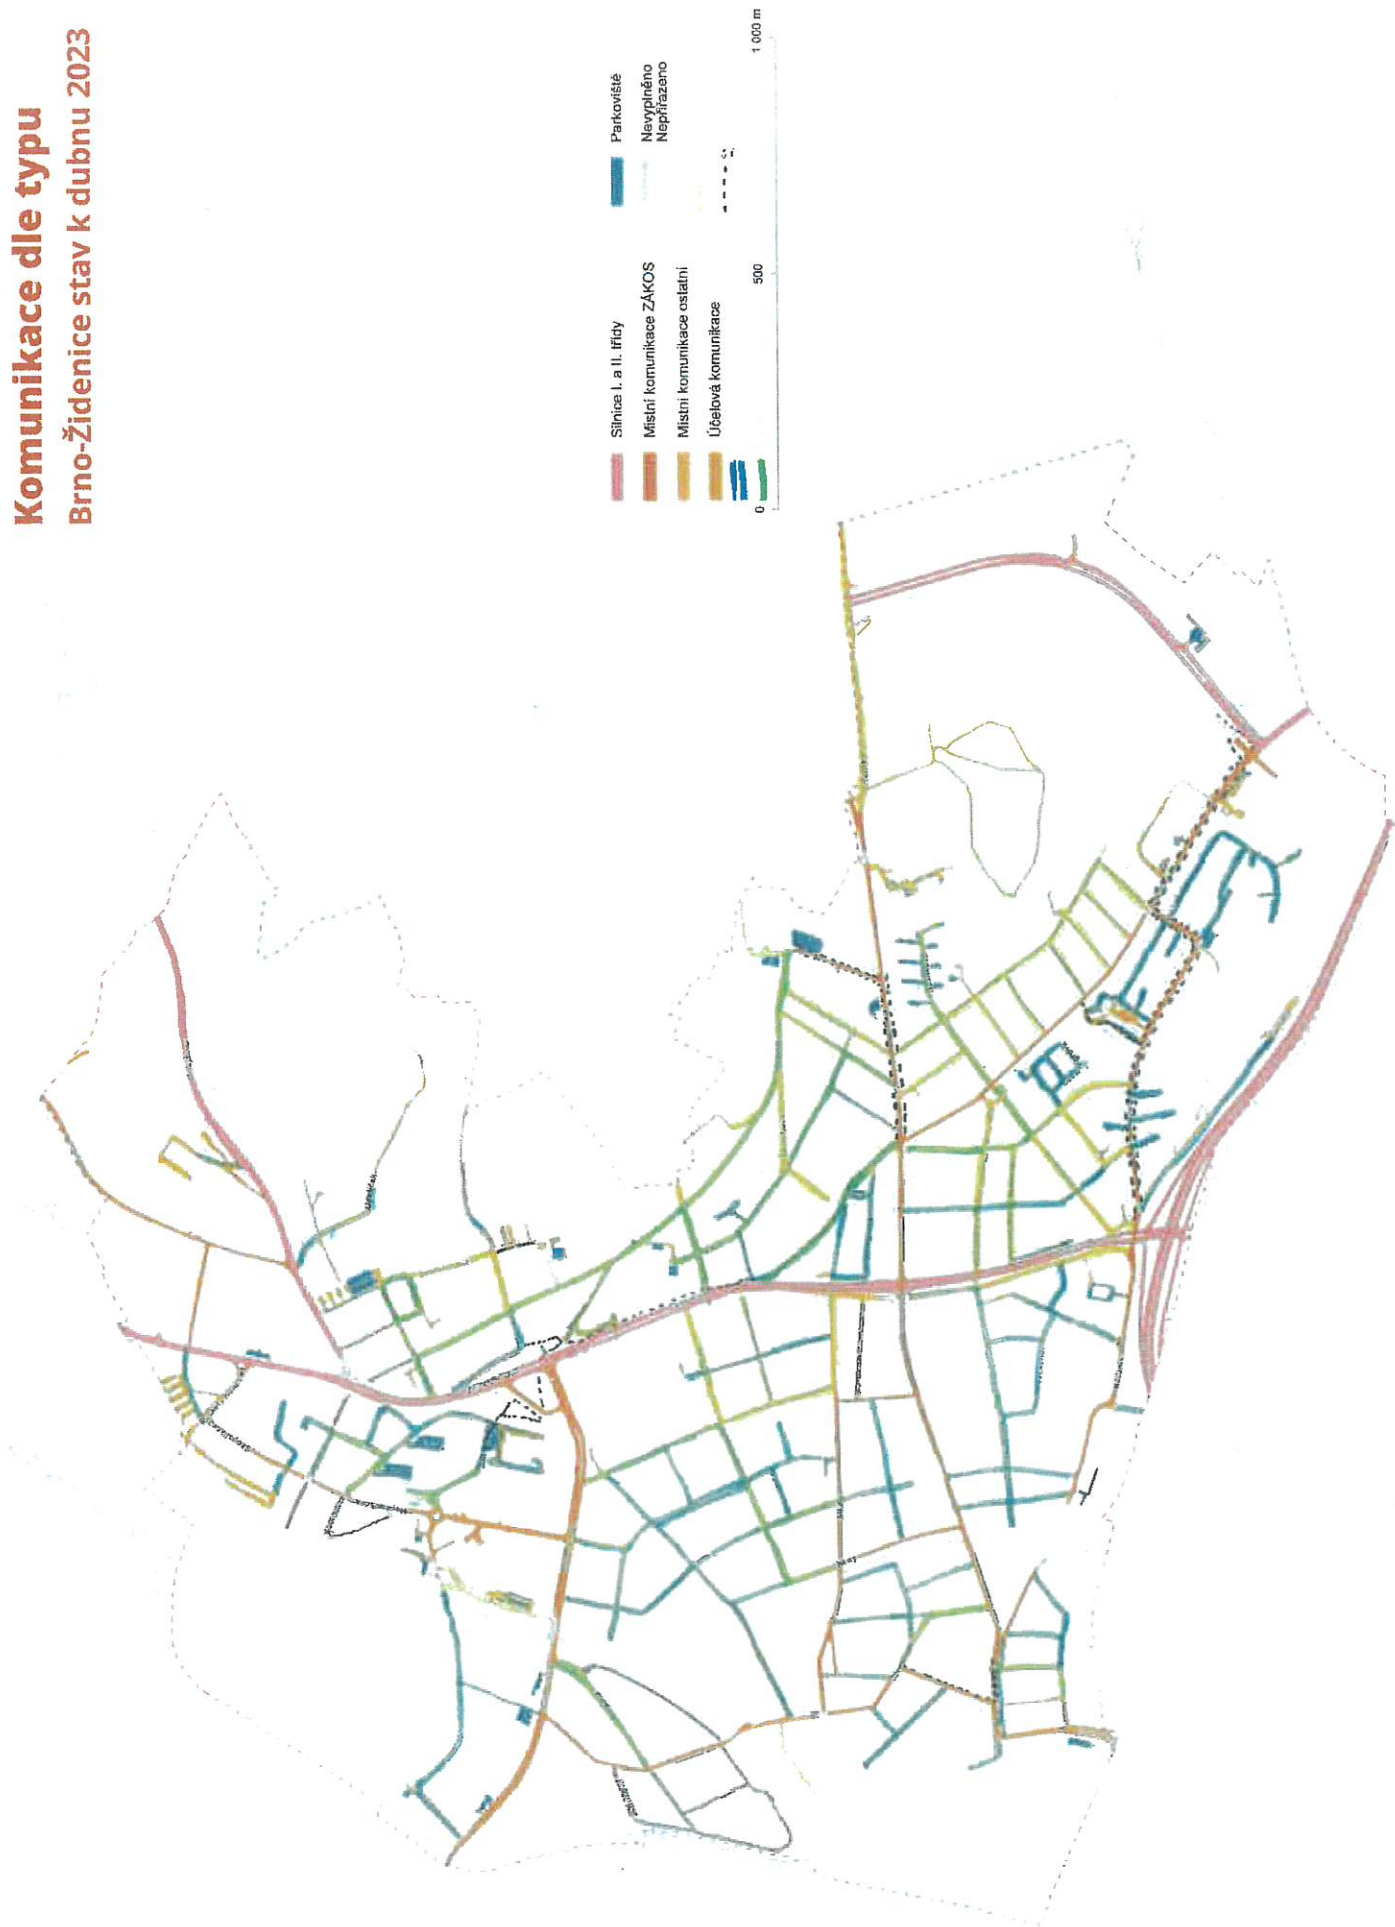 Komunikace dle typu
Brno-Židenice stav k dubnu 2023
Silnice I. a II. třídy
Místní komunikace ZÁKOS
Místní komunikace ostatní
Účelová komunikace
Parkoviště
Nevyplněno
Nepřiřazeno
0 500 1 000 m